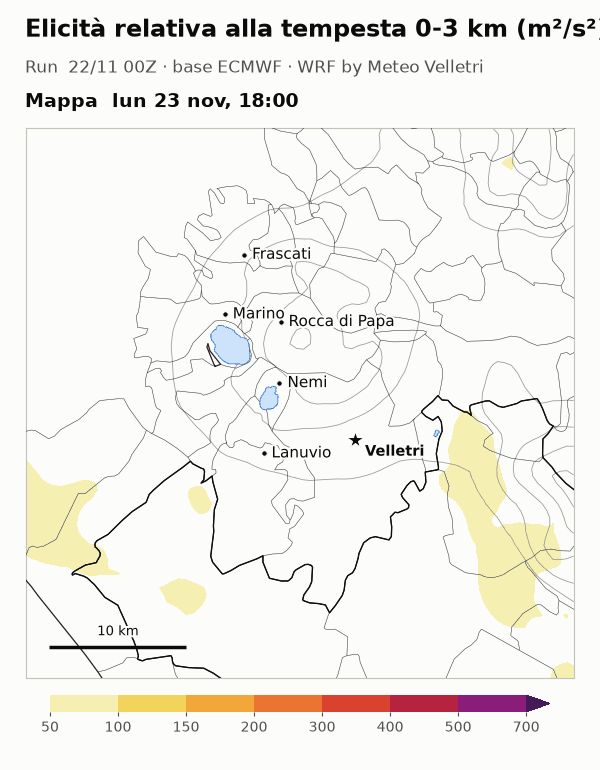 Elicità relativa alla tempesta 0-3 km (m²/s²)
Run  22/11 00Z · base ECMWF · WRF by Meteo Velletri
Mappa  lun 23 nov, 18:00
Frascati
Marino
Rocca di Papa
Nemi
Velletri
Lanuvio
10 km
50 100 150 200 300 400 500 700